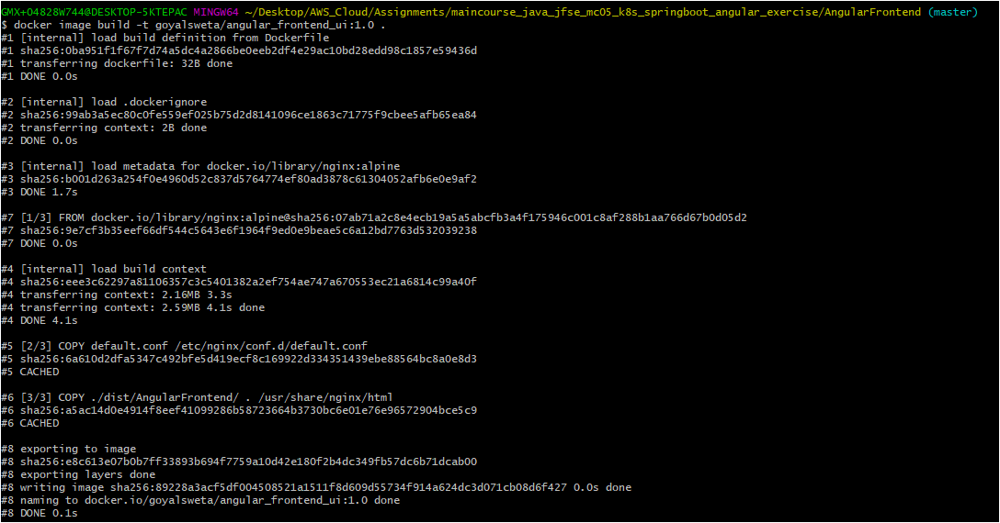 GMX+04828W744@DESKTOP-5KTEPAC MINGW64 ~/Desktop/AWS_Cloud/Assignments/maincourse_java_jfse_mc05_k8s_springboot_angular_exercise/AngularFrontend (master)
$ docker image build -t goyalsweta/angular_frontend_ui:1.0 .
#1 [internal] load build definition from Dockerfile
#1 sha256:0ba951f1f67f7d74a5dc4a2866be0eeb2df4e29ac10bd28edd98c1857e59436d
#1 transferring dockerfile: 32B done
#1 DONE 0.0s

#2 [internal] load .dockerignore
#2 sha256:99ab3a5ec80c0fe559ef025b75d2d8141096ce1863c71775f9cbee5afb65ea84
#2 transferring context: 2B done
#2 DONE 0.0s

#3 [internal] load metadata for docker.io/library/nginx:alpine
#3 sha256:b001d263a254f0e4960d52c837d5764774ef80ad3878c61304052afb6e0e9af2
#3 DONE 1.7s

#7 [1/3] FROM docker.io/library/nginx:alpine@sha256:07ab71a2c8e4ecb19a5a5abcfb3a4f175946c001c8af288b1aa766d67b0d05d2
#7 sha256:9e7cf3b35eef66df544c5643e6f1964f9ed0e9beae5c6a12bd7763d532039238
#7 DONE 0.0s

#4 [internal] load build context
#4 sha256:eee3c62297a81106357c3c5401382a2ef754ae747a670553ec21a6814c99a40f
#4 transferring context: 2.16MB 3.3s
#4 transferring context: 2.59MB 4.1s done
#4 DONE 4.1s

#5 [2/3] COPY default.conf /etc/nginx/conf.d/default.conf
#5 sha256:6a610d2dfa5347c492bfe5d419ecf8c169922d334351439ebe88564bc8a0e8d3
#5 CACHED

#6 [3/3] COPY ./dist/AngularFrontend/ . /usr/share/nginx/html
#6 sha256:a5ac14d0e4914f8eef41099286b58723664b3730bc6e01e76e96572904bce5c9
#6 CACHED

#8 exporting to image
#8 sha256:e8c613e07b0b7ff33893b694f7759a10d42e180f2b4dc349fb57dc6b71dcab00
#8 exporting layers done
#8 writing image sha256:89228a3acf5df004508521a1511f8d609d55734f914a624dc3d071cb08d6f427 0.0s done
#8 naming to docker.io/goyalsweta/angular_frontend_ui:1.0 done
#8 DONE 0.1s